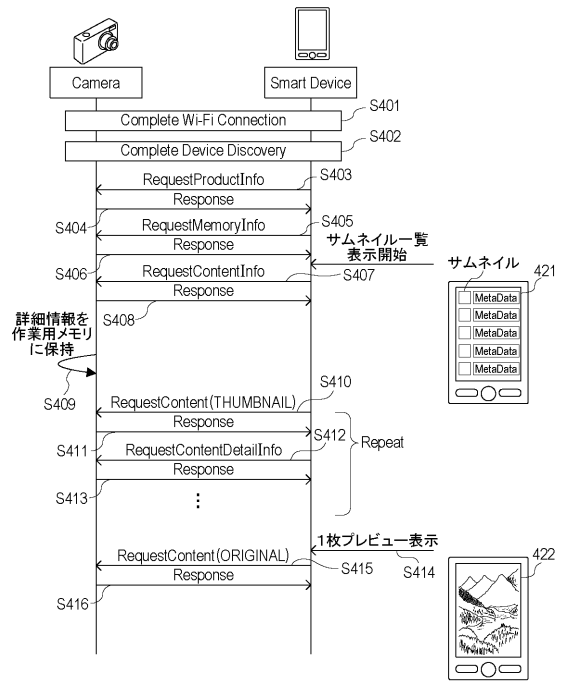 Camera
Smart Device
S401
Complete Wi-Fi Connection
S402
Complete Device Discovery
RequestProductInfo
S403
Response
S404
RequestMemoryInfo
S405
Response
S406
サムネイル一覧
表示開始
RequestContentInfo
S407
Response
S408
サムネイル
421
MetaData
MetaData
MetaData
MetaData
MetaData
詳細情報を
作業用メモリ
に保持
S409
RequestContent(THUMBNAIL)
S410
Response
S411
RequestContentDetailInfo
S412
Response
S413
Repeat
⋮
1枚プレビュー表示
S414
RequestContent(ORIGINAL)
S415
Response
S416
422